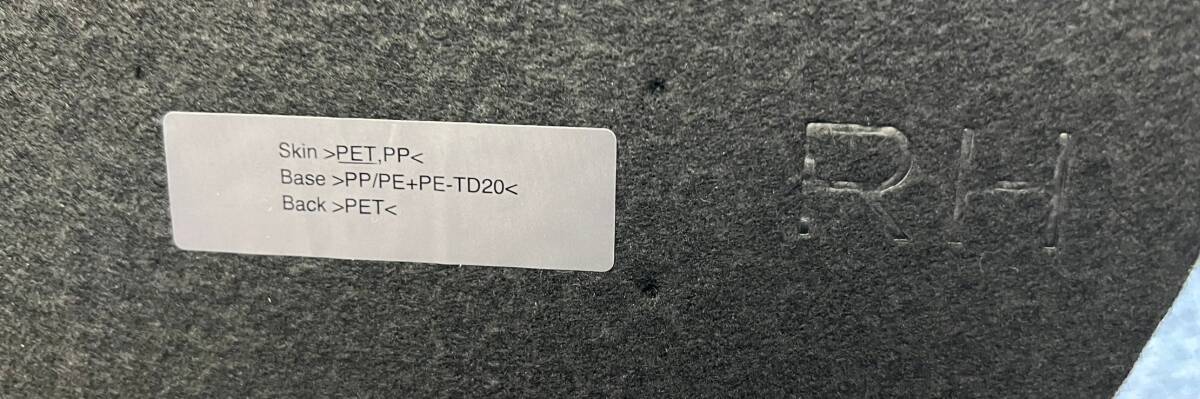 Skin >PET,PP<
Base >PP/PE+PE-TD20<
Back >PET<
RH